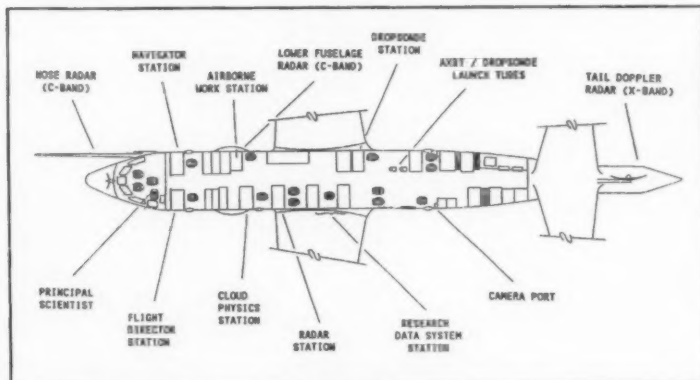 DROPSONDE
STATION
NAVIGATOR
STATION
LOWER FUSELAGE
RADAR (C-BAND)
AXBT / DROPSONDE
LAUNCH TUBES
NOSE RADAR
(C-BAND)
AIRBORNE
WORK STATION
TAIL DOPPLER
RADAR (X-BAND)
PRINCIPAL
SCIENTIST
FLIGHT
DIRECTOR
STATION
CLOUD
PHYSICS
STATION
RADAR
STATION
RESEARCH
DATA SYSTEM
STATION
CAMERA PORT